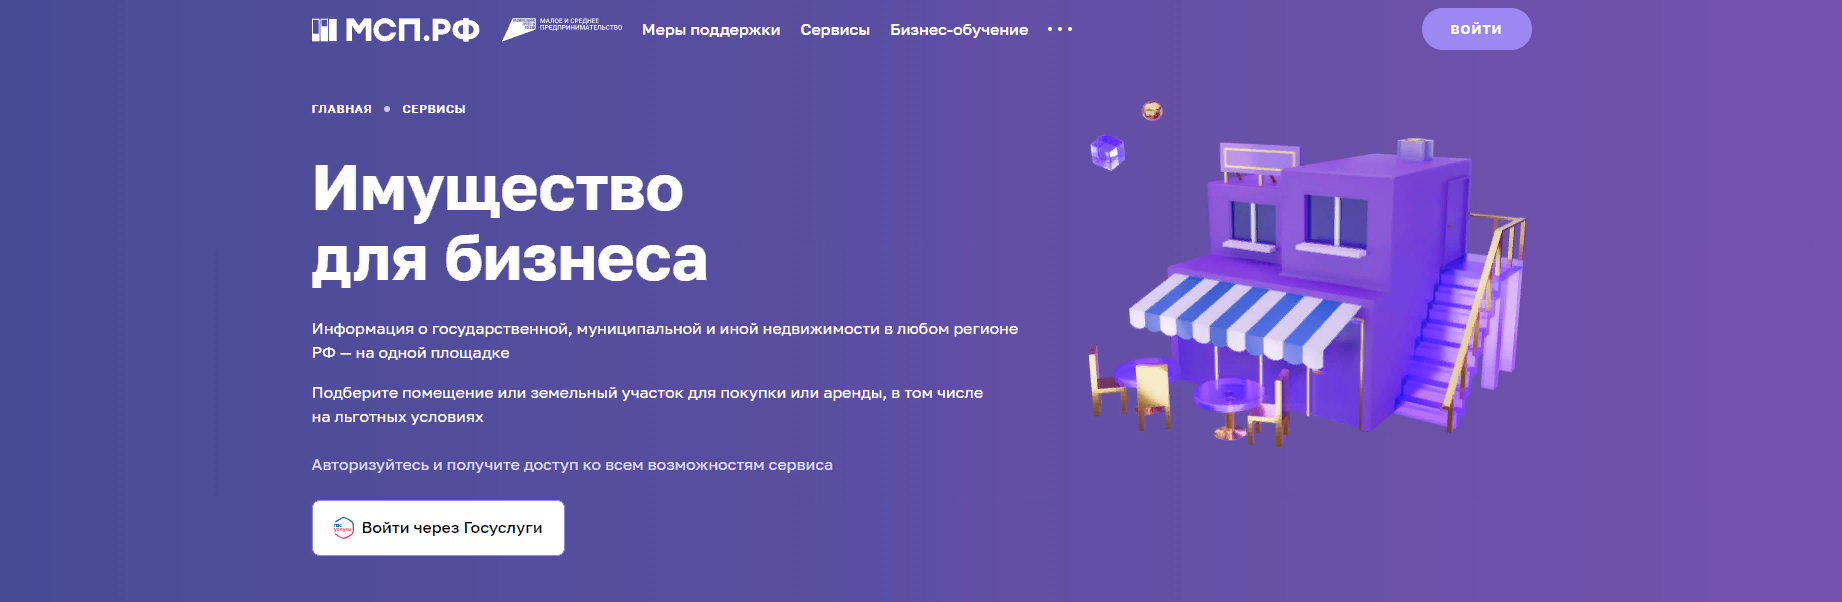 МСП.РФ
МАЛОЕ И СРЕДНЕЕ
ПРЕДПРИНИМАТЕЛЬСТВО
Меры поддержки Сервисы Бизнес-обучение
ВОЙТИ
ГЛАВНАЯ • СЕРВИСЫ
Имущество
для бизнеса
Информация о государственной, муниципальной и иной недвижимости в любом регионе
РФ — на одной площадке
Подберите помещение или земельный участок для покупки или аренды, в том числе
на льготных условиях
Авторизуйтесь и получите доступ ко всем возможностям сервиса
гос
услуги
Войти через Госуслуги